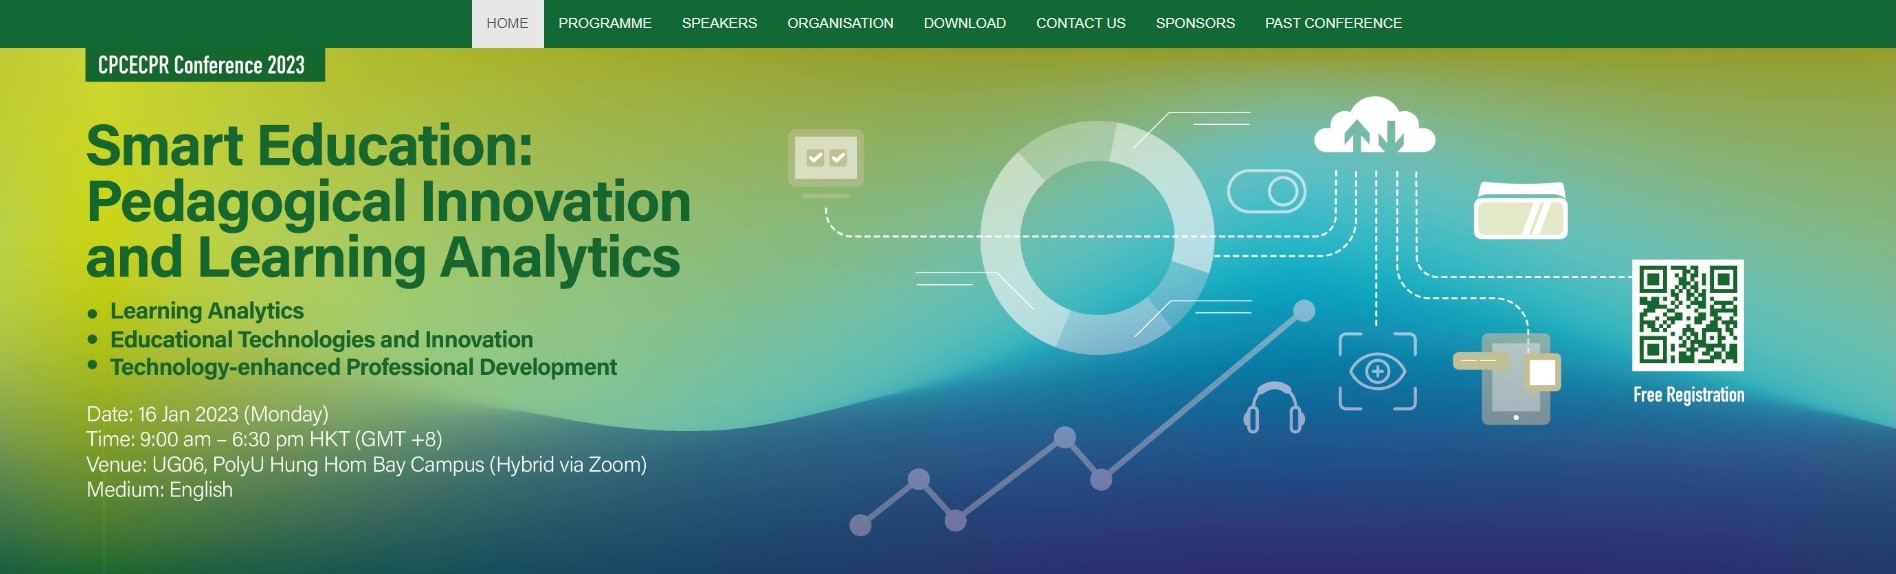 HOME PROGRAMME SPEAKERS ORGANISATION DOWNLOAD CONTACT US SPONSORS PAST CONFERENCE
CPCECPR Conference 2023
Smart Education:
Pedagogical Innovation
and Learning Analytics
• Learning Analytics
• Educational Technologies and Innovation
• Technology-enhanced Professional Development
Date: 16 Jan 2023 (Monday)
Time: 9:00 am – 6:30 pm HKT (GMT +8)
Venue: UG06, PolyU Hung Hom Bay Campus (Hybrid via Zoom)
Medium: English
Free Registration